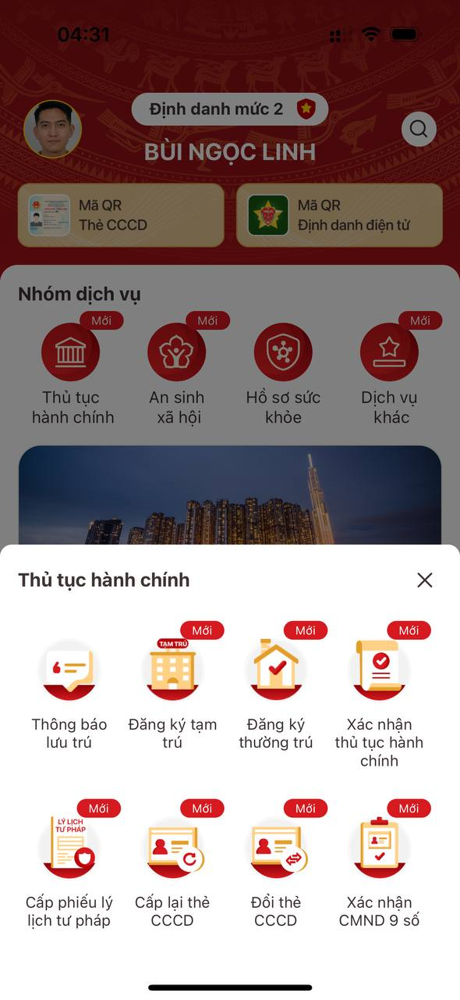 04:31
Định danh mức 2
BÙI NGỌC LINH
Mã QR
Thẻ CCCD
Mã QR
Định danh điện tử
Nhóm dịch vụ
Mới
Mới
Mới
Thủ tục
hành chính
An sinh
xã hội
Hồ sơ sức
khỏe
Dịch vụ
khác
Thủ tục hành chính
Mới
Mới
Mới
TẠM TRÚ
Thông báo
lưu trú
Đăng ký tạm
trú
Đăng ký
thường trú
Xác nhận
thủ tục hành
chính
Mới
Mới
Mới
Mới
LÝ LỊCH
TƯ PHÁP
Cấp phiếu lý
lịch tư pháp
Cấp lại thẻ
CCCD
Đổi thẻ
CCCD
Xác nhận
CMND 9 số